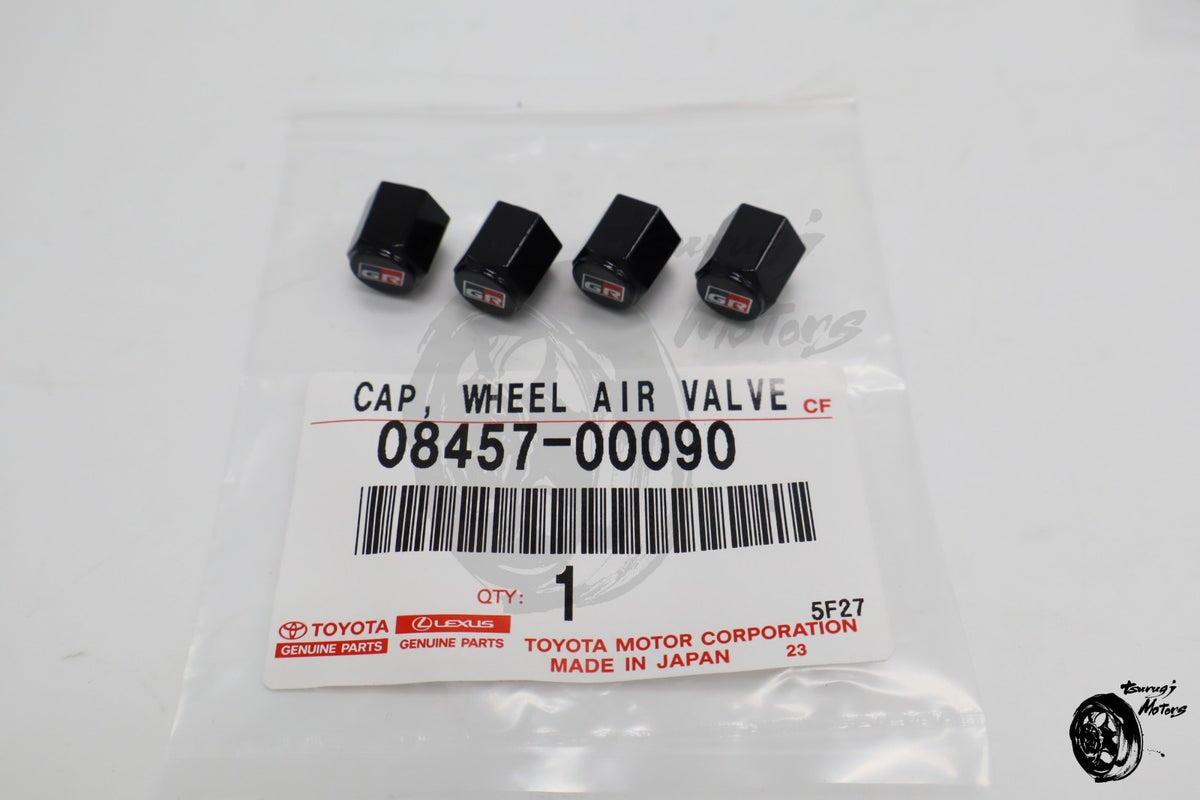 GR
GR
GR
GR
Tsurugi
Motors
CAP, WHEEL AIR VALVE CF
08457-00090
QTY: 1
5F27
TOYOTA
GENUINE PARTS
LEXUS
GENUINE PARTS
TOYOTA MOTOR CORPORATION
MADE IN JAPAN 23
Tsurugi
Motors